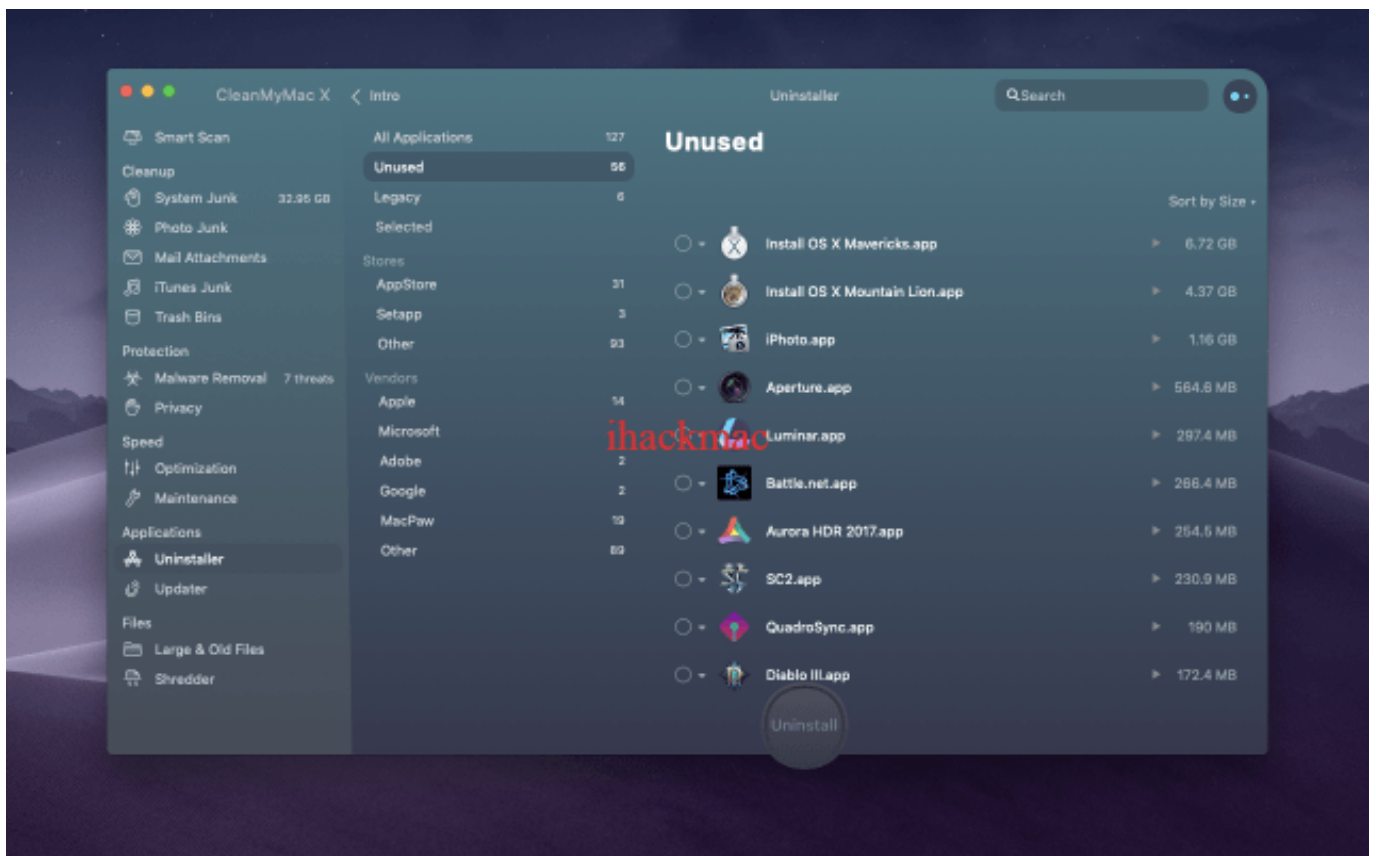 CleanMyMac X
Intro
Uninstaller
Search
Smart Scan
Cleanup
System Junk 32.95 GB
Photo Junk
Mail Attachments
iTunes Junk
Trash Bins
Protection
Malware Removal 7 threats
Privacy
Speed
Optimization
Maintenance
Applications
Uninstaller
Updater
Files
Large & Old Files
Shredder
All Applications 127
Unused 56
Legacy 6
Selected
Stores
AppStore 31
Setapp 3
Other 93
Vendors
Apple 14
Microsoft
Adobe 2
Google 2
MacPaw 19
Other 89
Unused
Sort by Size
Install OS X Mavericks.app 6.72 GB
Install OS X Mountain Lion.app 4.37 GB
iPhoto.app 1.16 GB
Aperture.app 564.6 MB
Luminar.app 297.4 MB
Battle.net.app 266.4 MB
Aurora HDR 2017.app 254.5 MB
SC2.app 230.9 MB
QuadroSync.app 190 MB
Diablo III.app 172.4 MB
Uninstall
ihackmac